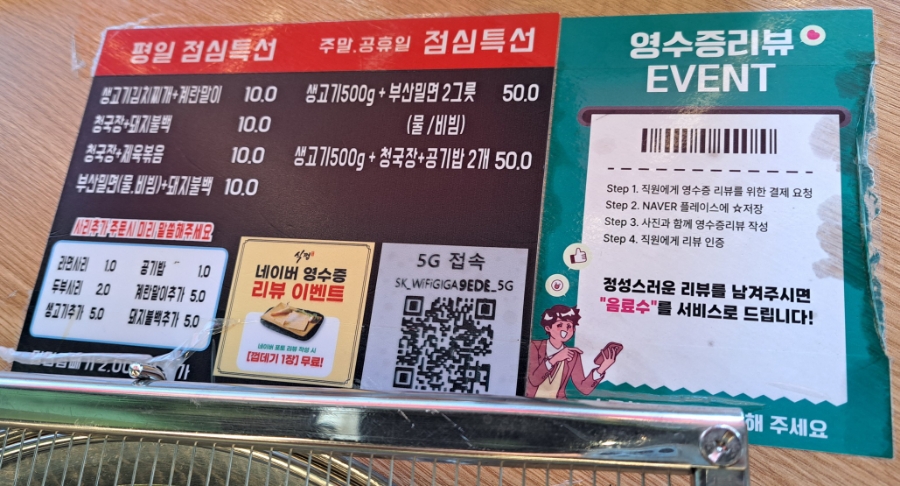 평일 점심특선
생고기김치찌개+계란말이 10.0
청국장+돼지불백 10.0
청국장+제육볶음 10.0
부산밀면(물.비빔)+돼지불백 10.0
주말.공휴일 점심특선
생고기500g + 부산밀면 2그릇 50.0
(물 /비빔)
생고기500g + 청국장+공기밥 2개 50.0
사리추가 주문시 미리 말씀해주세요
라면사리 1.0 공기밥 1.0
두부사리 2.0 계란말이추가 5.0
생고기추가 5.0 돼지불백추가 5.0
네이버 영수증
리뷰 이벤트
[껍데기 1장] 무료!
5G 접속
SK_WiFiGIGA9EDE_5G
영수증리뷰
EVENT
Step 1. 직원에게 영수증 리뷰를 위한 결제 요청
Step 2. NAVER 플레이스에 ☆저장
Step 3. 사진과 함께 영수증리뷰 작성
Step 4. 직원에게 리뷰 인증
정성스러운 리뷰를 남겨주시면
"음료수"를 서비스로 드립니다!
해 주세요